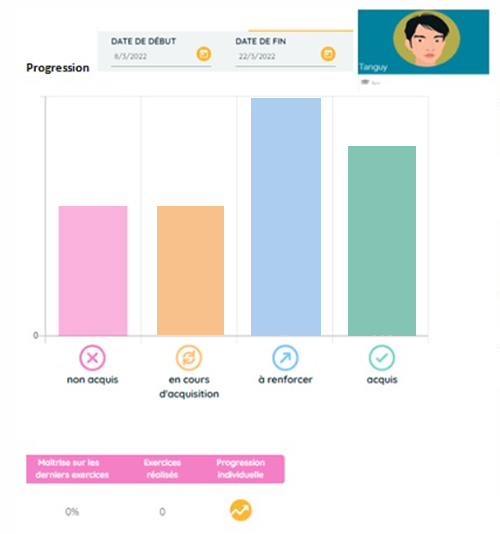 DATE DE DÉBUT
DATE DE FIN
8/3/2022
22/3/2022
Tanguy
Progression
0
non acquis
en cours
d'acquisition
à renforcer
acquis
Maîtrise sur les
derniers exercices
Exercices
réalisés
Progression
individuelle
0%
0